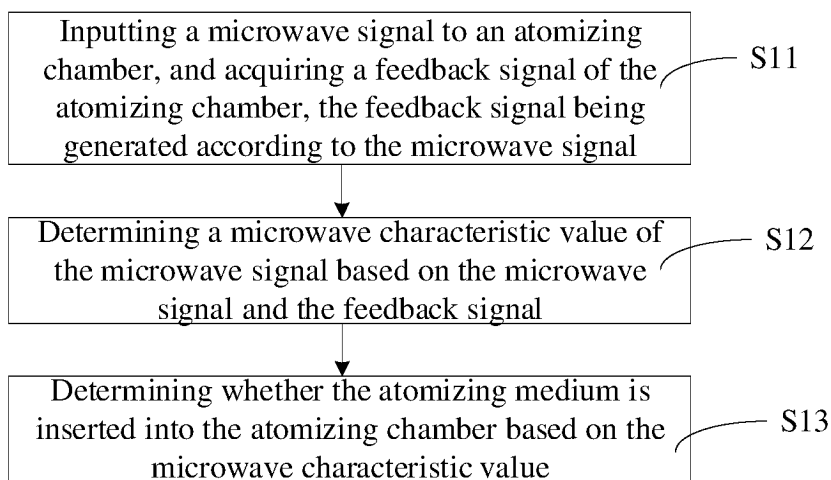 Inputting a microwave signal to an atomizing
chamber, and acquiring a feedback signal of the
atomizing chamber, the feedback signal being
generated according to the microwave signal
S11
Determining a microwave characteristic value of
the microwave signal based on the microwave
signal and the feedback signal
S12
Determining whether the atomizing medium is
inserted into the atomizing chamber based on the
microwave characteristic value
S13